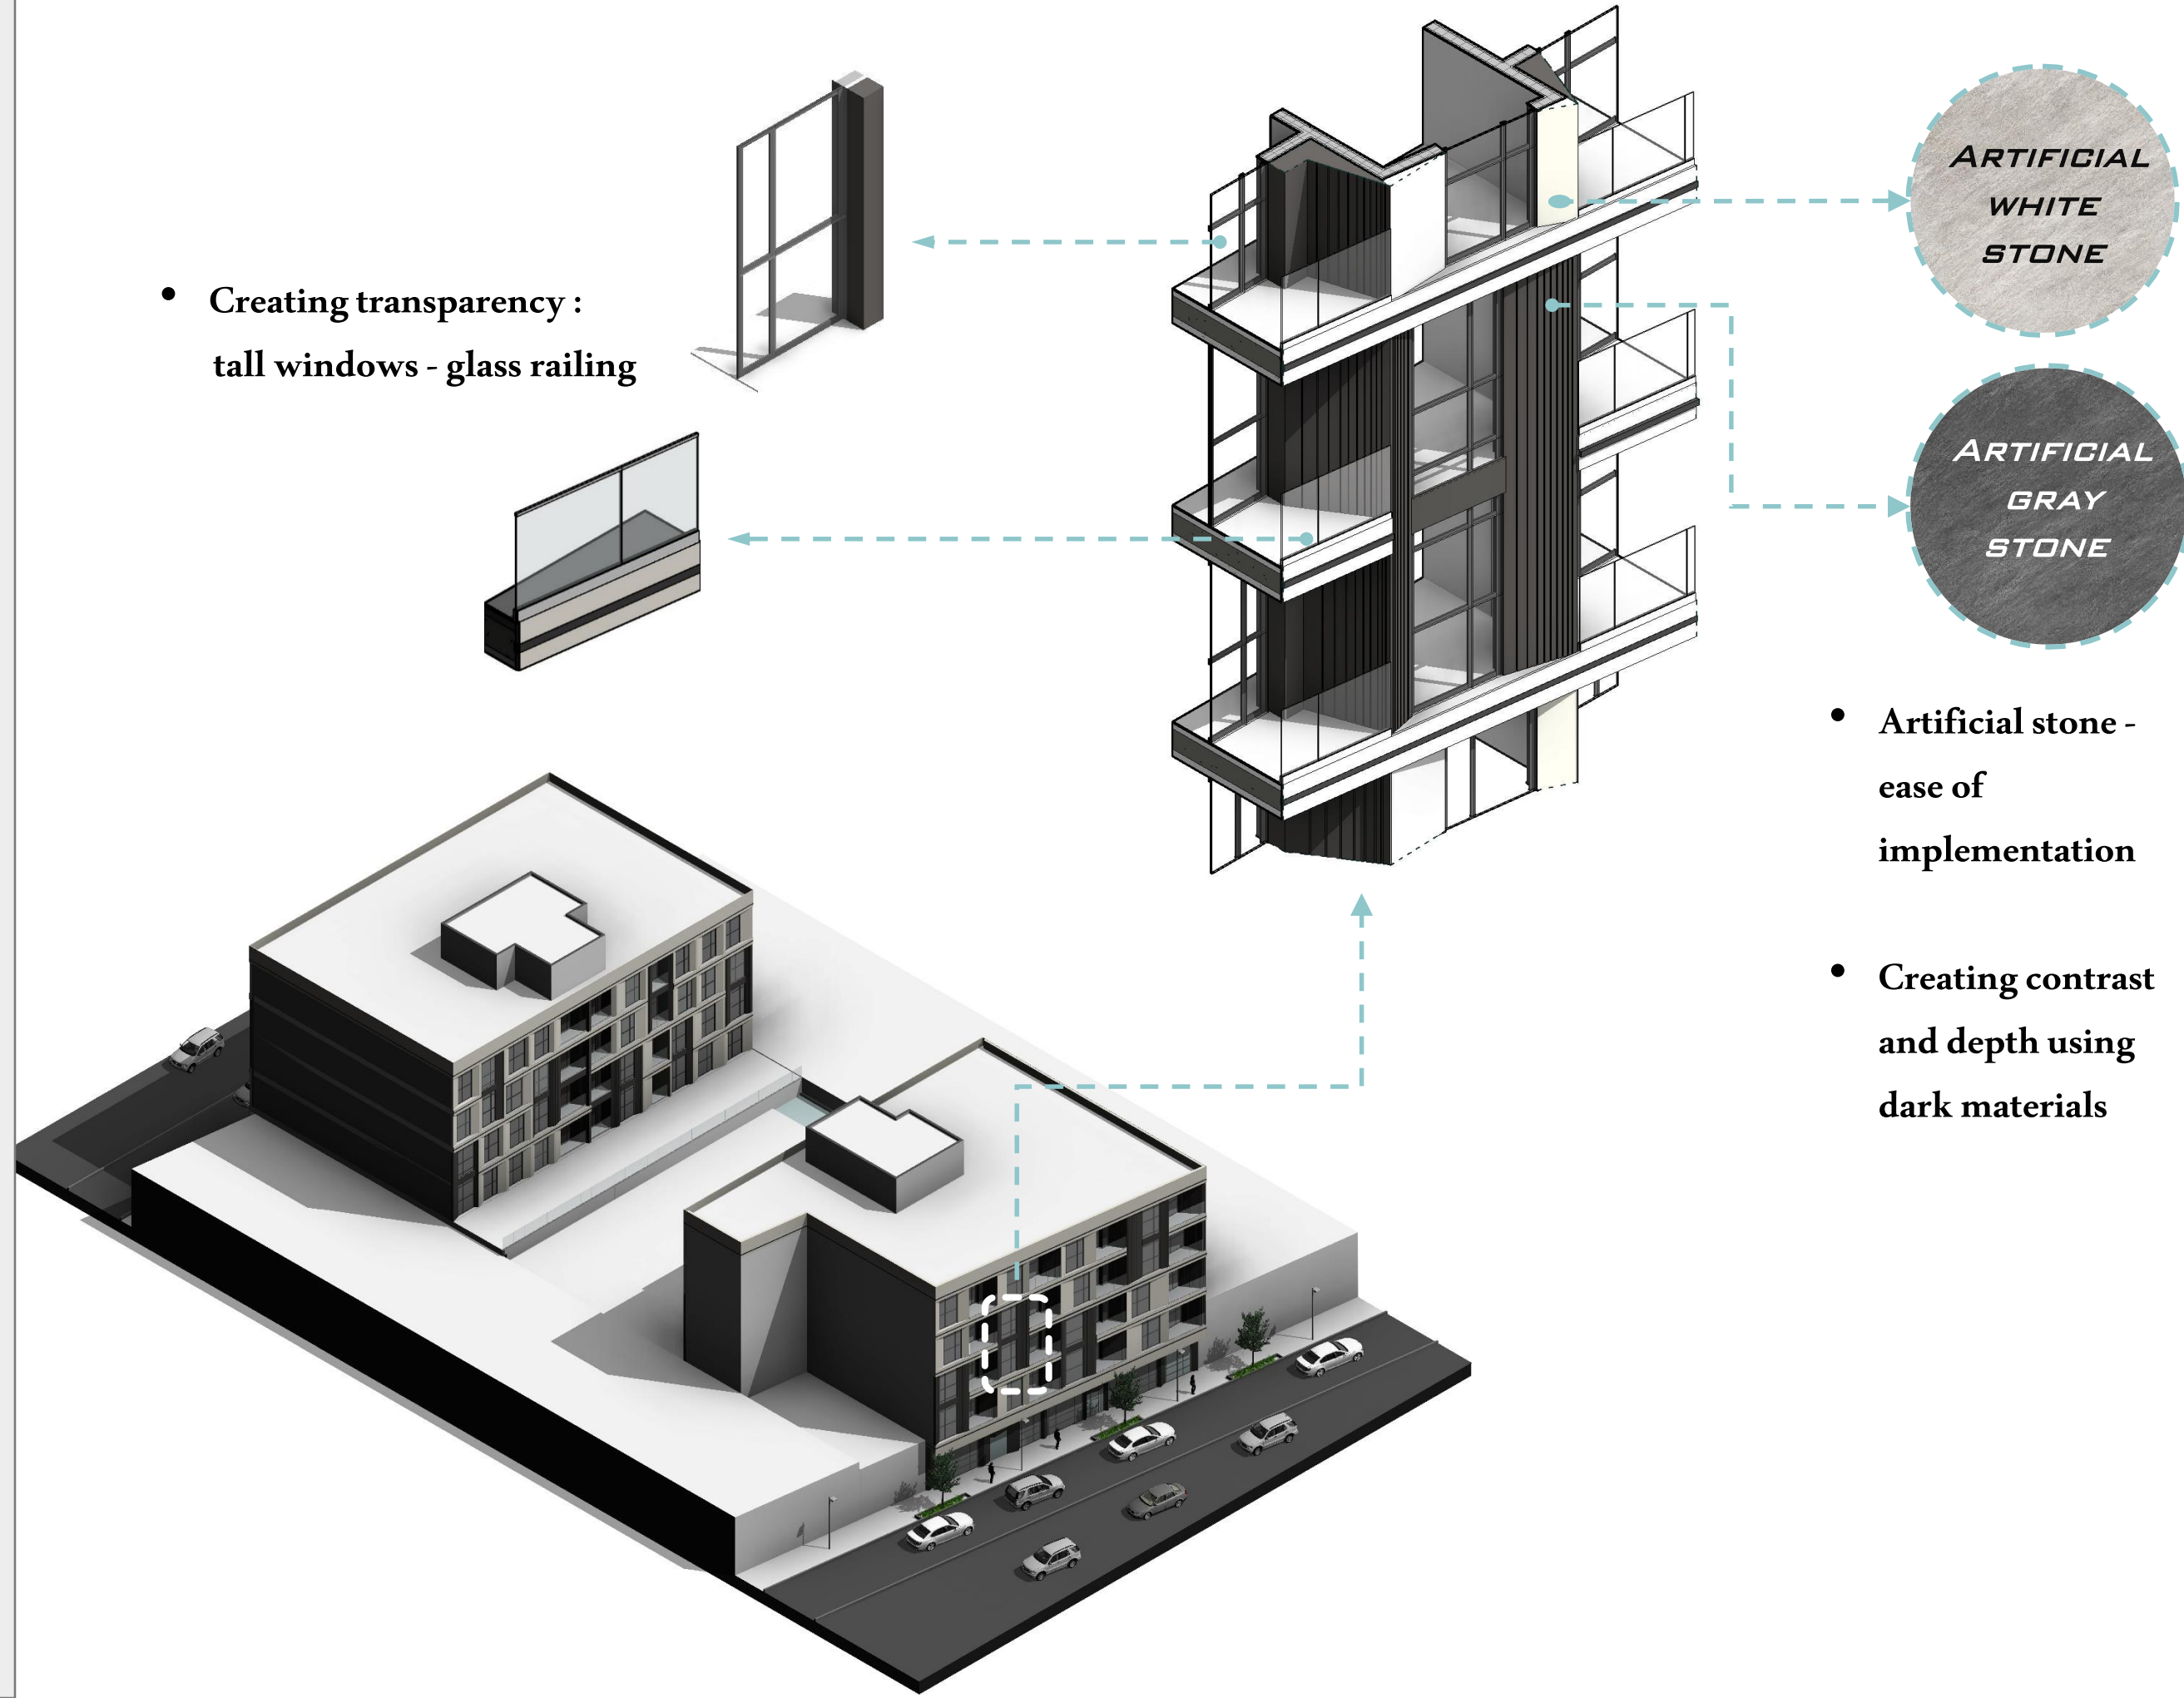 • Creating transparency :
tall windows - glass railing
ARTIFICIAL
WHITE
STONE
ARTIFICIAL
GRAY
STONE
• Artificial stone -
ease of
implementation
• Creating contrast
and depth using
dark materials